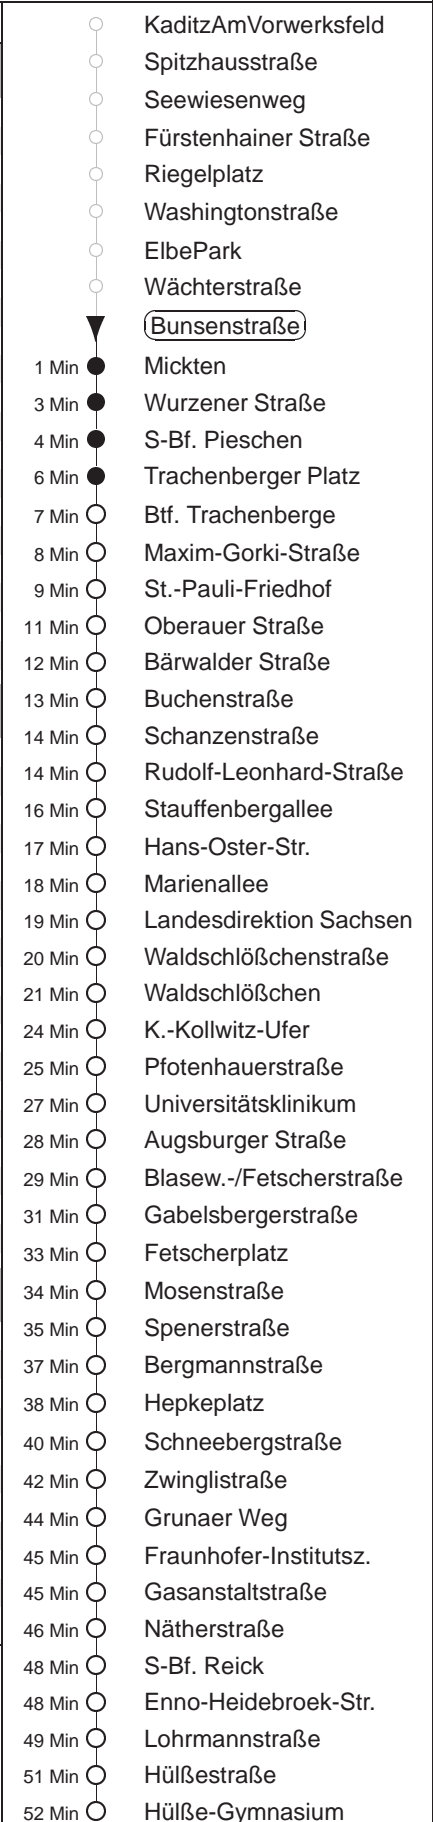 KaditzAmVorwerksfeld
Spitzhausstraße
Seewiesenweg
Fürstenhainer Straße
Riegelplatz
Washingtonstraße
ElbePark
Wächterstraße
Bunsenstraße
1 Min Mickten
3 Min Wurzener Straße
4 Min S-Bf. Pieschen
6 Min Trachenberger Platz
7 Min Btf. Trachenberge
8 Min Maxim-Gorki-Straße
9 Min St.-Pauli-Friedhof
11 Min Oberauer Straße
12 Min Bärwalder Straße
13 Min Buchenstraße
14 Min Schanzenstraße
14 Min Rudolf-Leonhard-Straße
16 Min Stauffenbergallee
17 Min Hans-Oster-Str.
18 Min Marienallee
19 Min Landesdirektion Sachsen
20 Min Waldschlößchenstraße
21 Min Waldschlößchen
24 Min K.-Kollwitz-Ufer
25 Min Pfotenhauerstraße
27 Min Universitätsklinikum
28 Min Augsburger Straße
29 Min Blasew.-/Fetscherstraße
31 Min Gabelsbergerstraße
33 Min Fetscherplatz
34 Min Mosenstraße
35 Min Spenerstraße
37 Min Bergmannstraße
38 Min Hepkeplatz
40 Min Schneebergstraße
42 Min Zwinglistraße
44 Min Grunaer Weg
45 Min Fraunhofer-Institutsz.
45 Min Gasanstaltstraße
46 Min Nätherstraße
48 Min S-Bf. Reick
48 Min Enno-Heidebroek-Str.
49 Min Lohrmannstraße
51 Min Hülßestraße
52 Min Hülße-Gymnasium